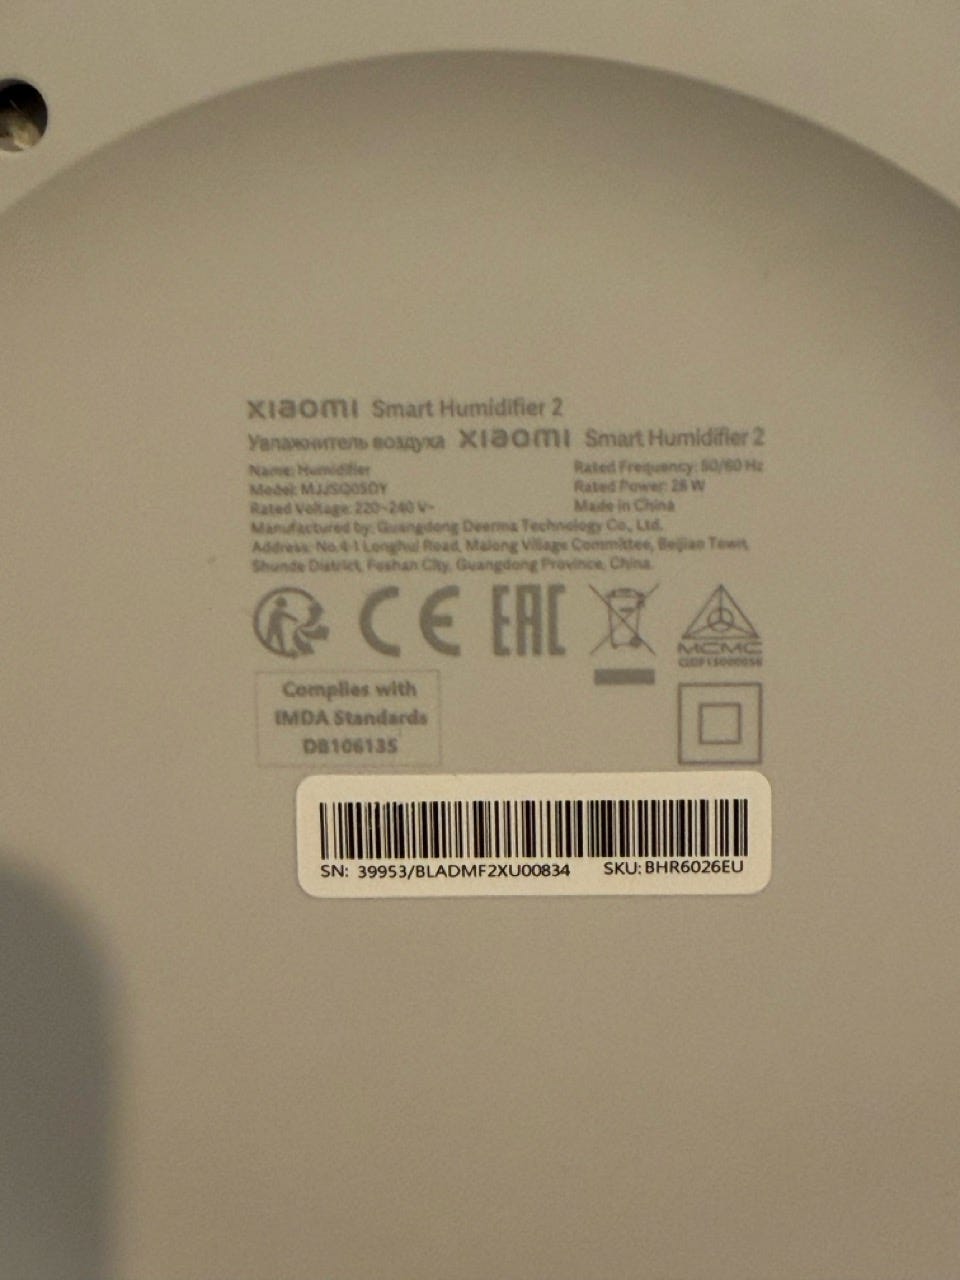 xiaomi Smart Humidifier 2
Увлажнитель воздуха xiaomi Smart Humidifier 2
Name: Humidifier
Model: MJJSQ05DY
Rated Voltage: 220~240 V~
Rated Frequency: 50/60 Hz
Rated Power: 28 W
Made in China
Manufactured by: Guangdong Deerma Technology Co., Ltd.
Address: No.4-1 Longhui Road, Malong Village Committee, Beijiao Town,
Shunde District, Foshan City, Guangdong Province, China.
CE EAC
MCMC
Complies with
IMDA Standards
DB106135
SN: 39953/BLADMF2XU00834 SKU: BHR6026EU